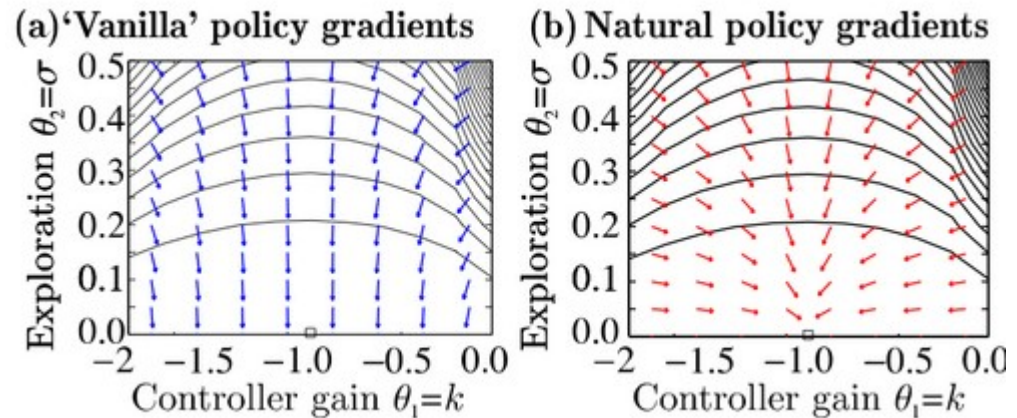 (a) 'Vanilla' policy gradients
Exploration θ₂=σ
0.5
0.4
0.3
0.2
0.1
0.0
−2 −1.5 −1.0 −0.5 0.0
Controller gain θ₁=k
(b) Natural policy gradients
Exploration θ₂=σ
0.5
0.4
0.3
0.2
0.1
0.0
−2 −1.5 −1.0 −0.5 0.0
Controller gain θ₁=k